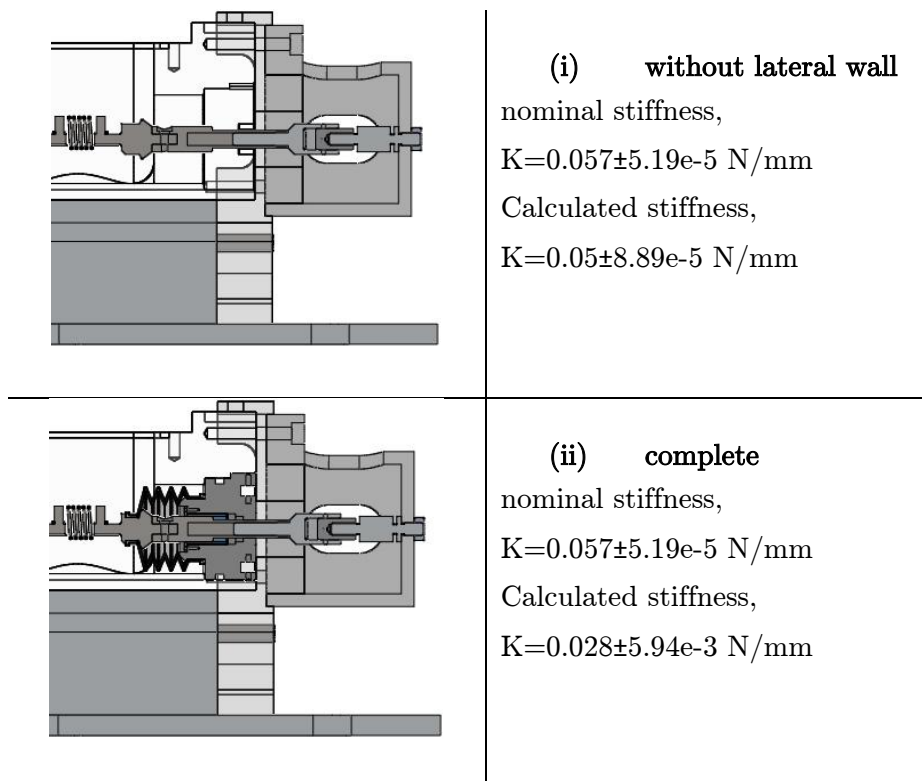 (i) without lateral wall
nominal stiffness,
K=0.057±5.19e-5 N/mm
Calculated stiffness,
K=0.05±8.89e-5 N/mm
(ii) complete
nominal stiffness,
K=0.057±5.19e-5 N/mm
Calculated stiffness,
K=0.028±5.94e-3 N/mm